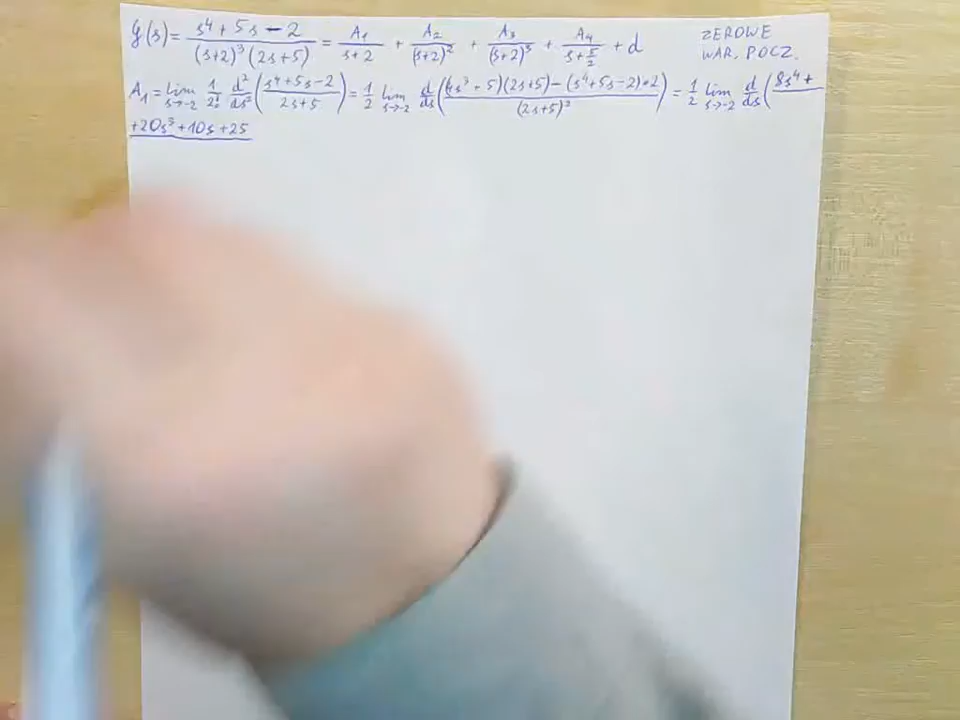 G(s) = (s⁴ + 5s − 2) / ((s+2)³ (2s+5)) = A₁/(s+2) + A₂/(s+2)² + A₃/(s+2)³ + A₄/(s+5/2) + d
ZEROWE
WAR. POCZ.
A₁ = lim s→−2 1/2! d²/ds² ((s⁴+5s−2)/(2s+5)) = 1/2 lim s→−2 d/ds (((4s³+5)(2s+5) − (s⁴+5s−2)·2)/(2s+5)²) = 1/2 lim s→−2 d/ds (8s⁴ +
+20s³+10s+25